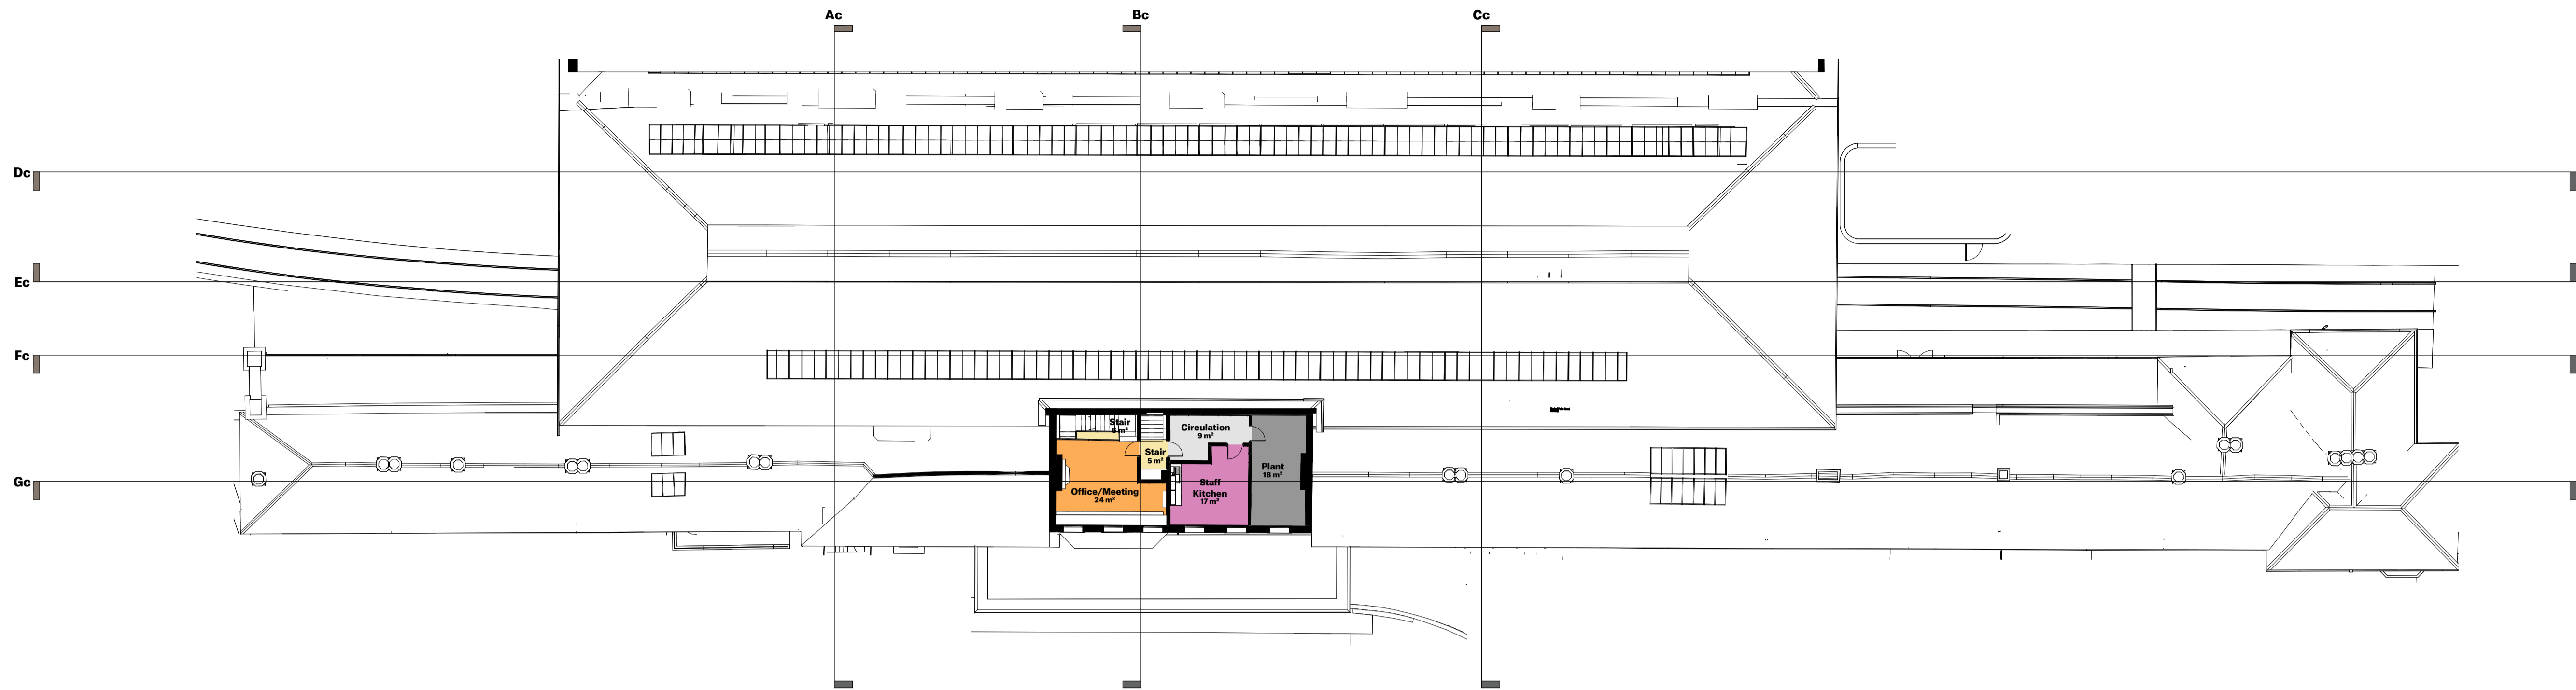 Ac
Bc
Cc
Dc
Ec
Fc
Gc
Stair
6 m²
Circulation
9 m²
Stair
5 m²
Plant
18 m²
Office/Meeting
24 m²
Staff
Kitchen
17 m²